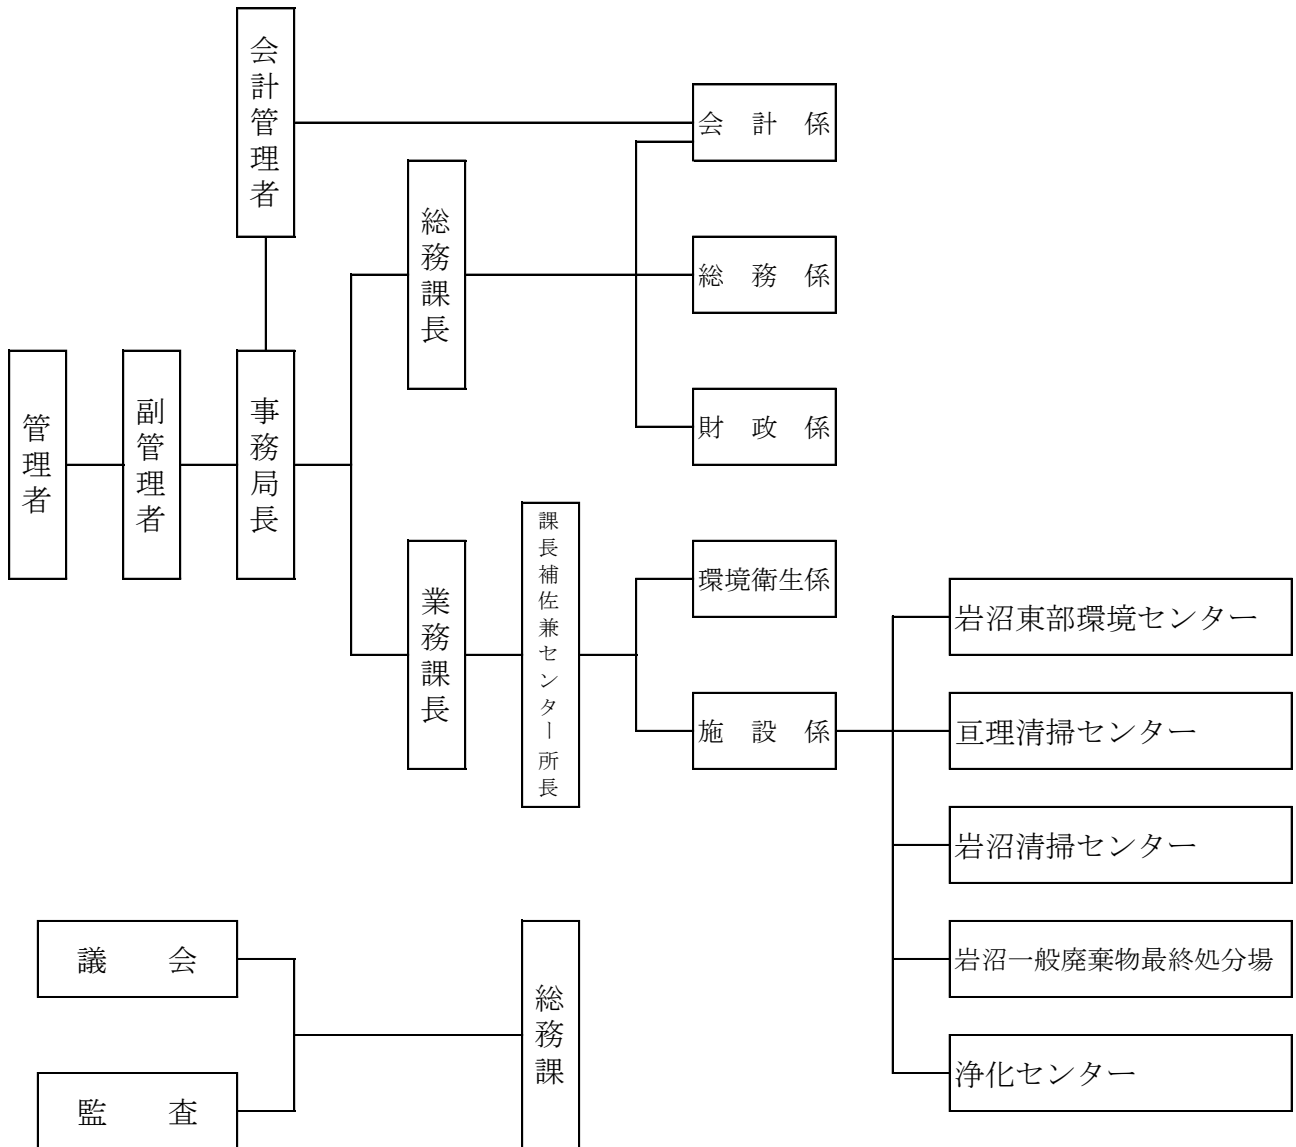 会計管理者
会計係
総務課長
総務係
管理者
副管理者
事務局長
財政係
課長補佐兼センター所長
環境衛生係
業務課長
施設係
岩沼東部環境センター
亘理清掃センター
岩沼清掃センター
岩沼一般廃棄物最終処分場
浄化センター
議会
監査
総務課